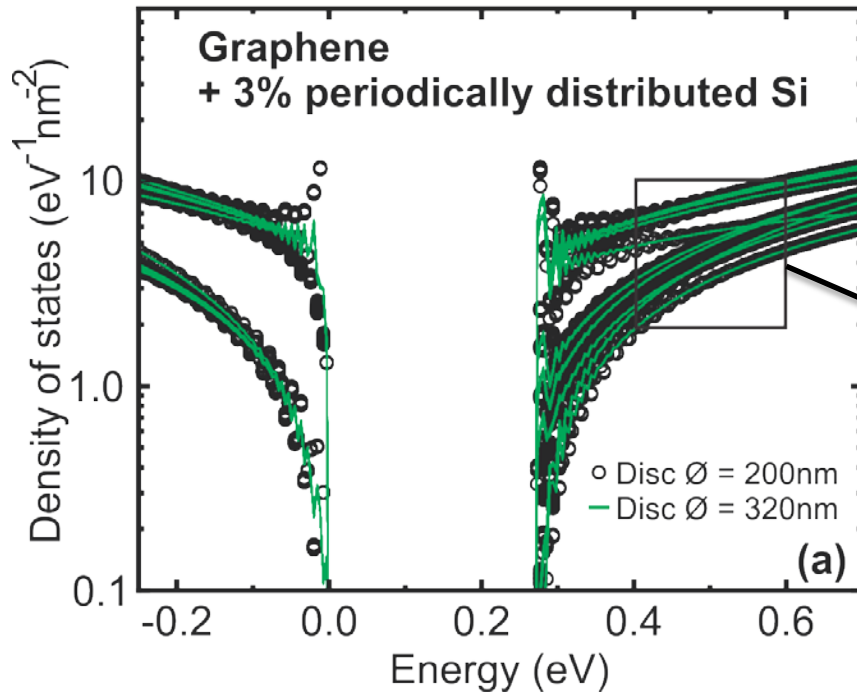 Graphene
+ 3% periodically distributed Si
Density of states (eV⁻¹nm⁻²)
10
1.0
0.1
Disc Ø = 200nm
Disc Ø = 320nm
(a)
-0.2
0.0
0.2
0.4
0.6
Energy (eV)